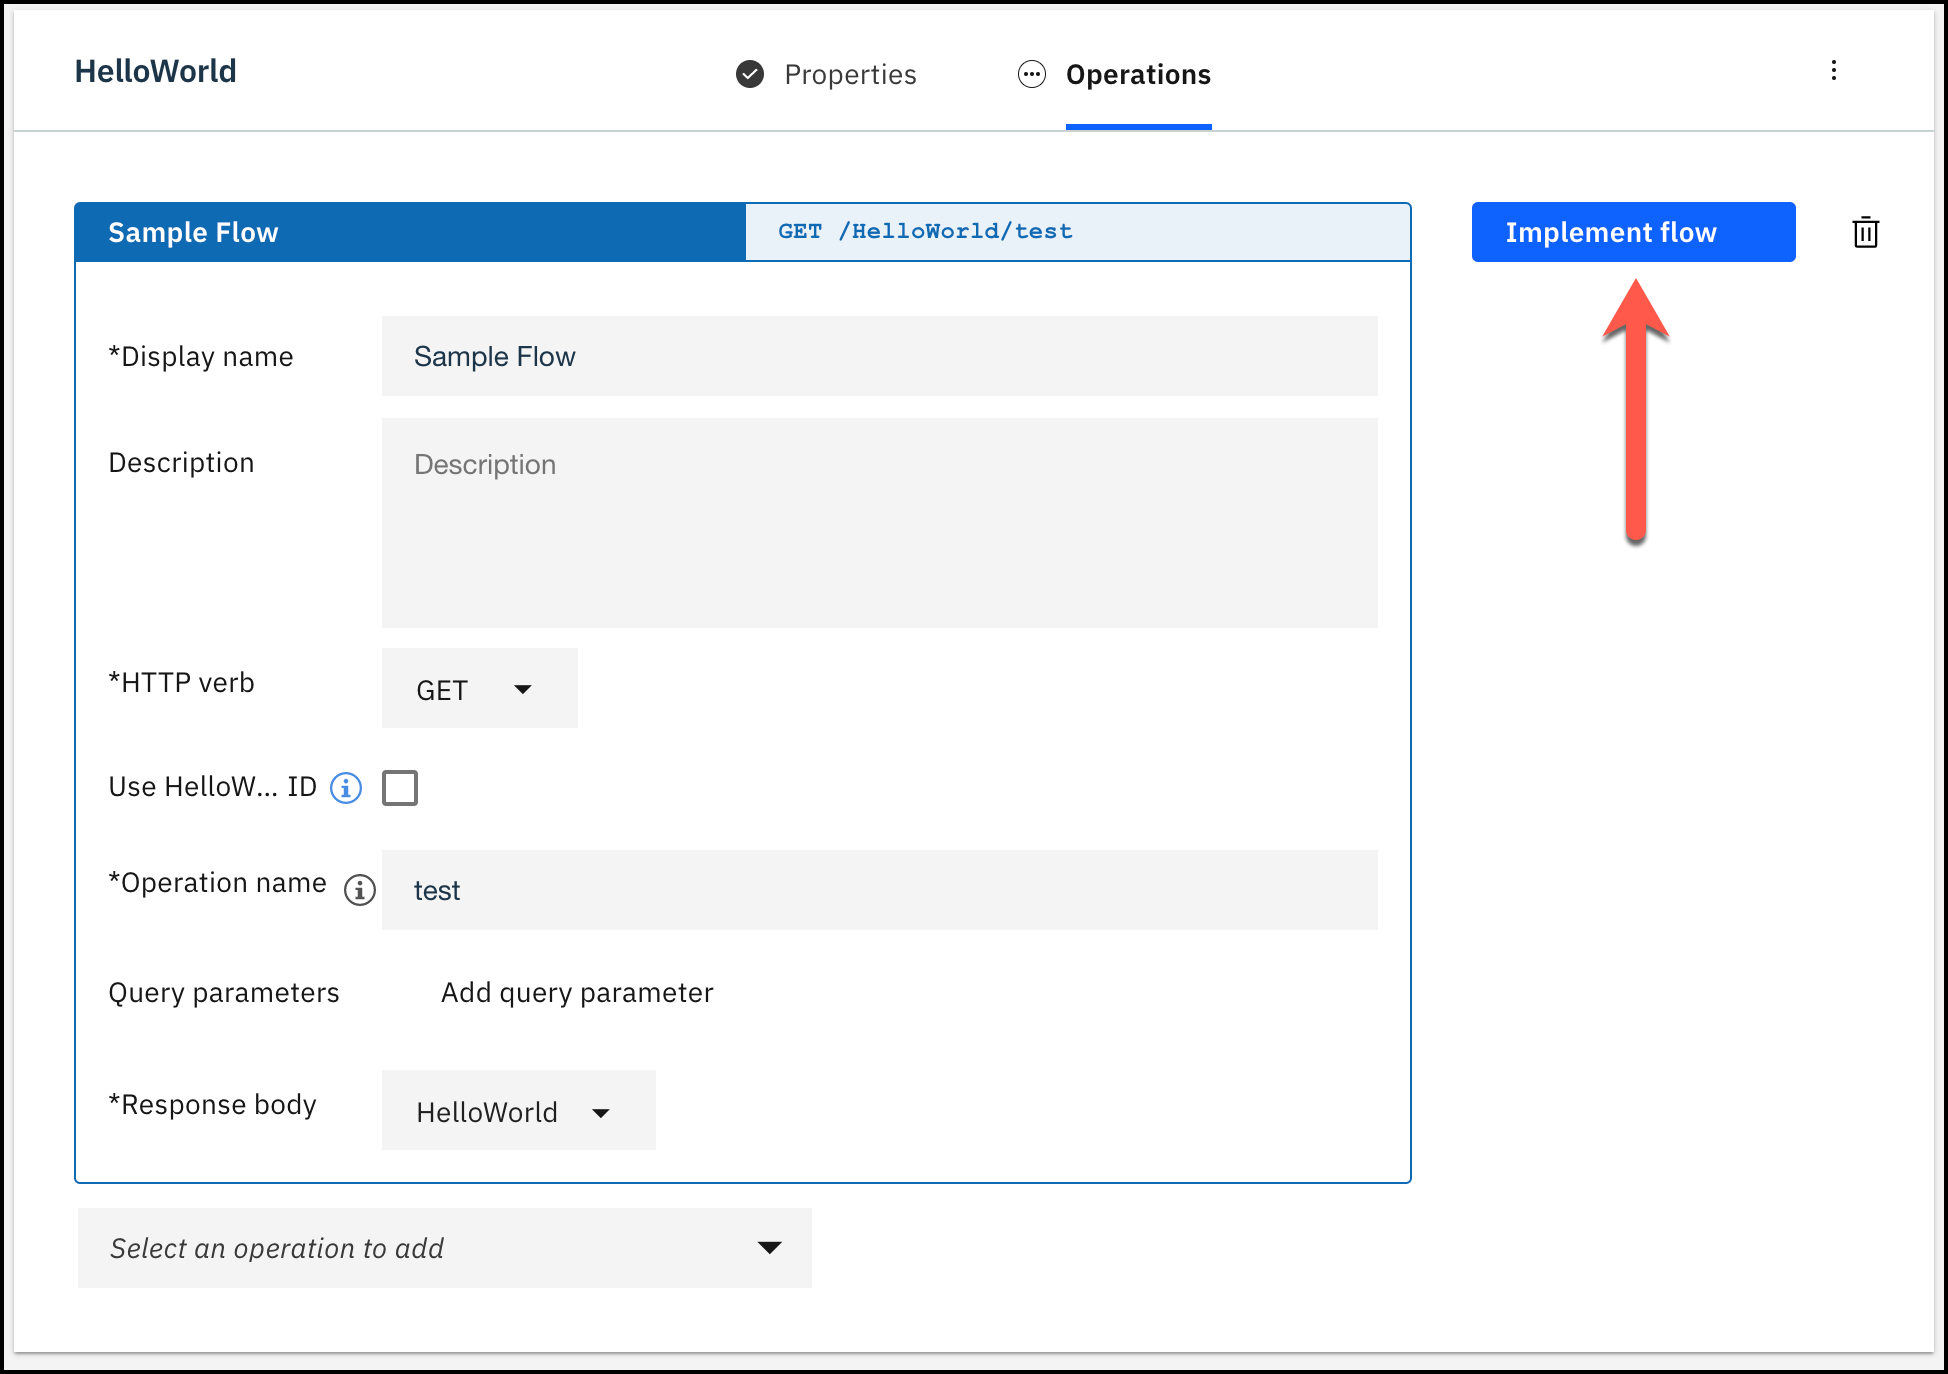 HelloWorld
Properties
Operations
Sample Flow
GET /HelloWorld/test
Implement flow
*Display name
Sample Flow
Description
Description
*HTTP verb
GET
Use HelloW... ID
*Operation name
test
Query parameters
Add query parameter
*Response body
HelloWorld
Select an operation to add